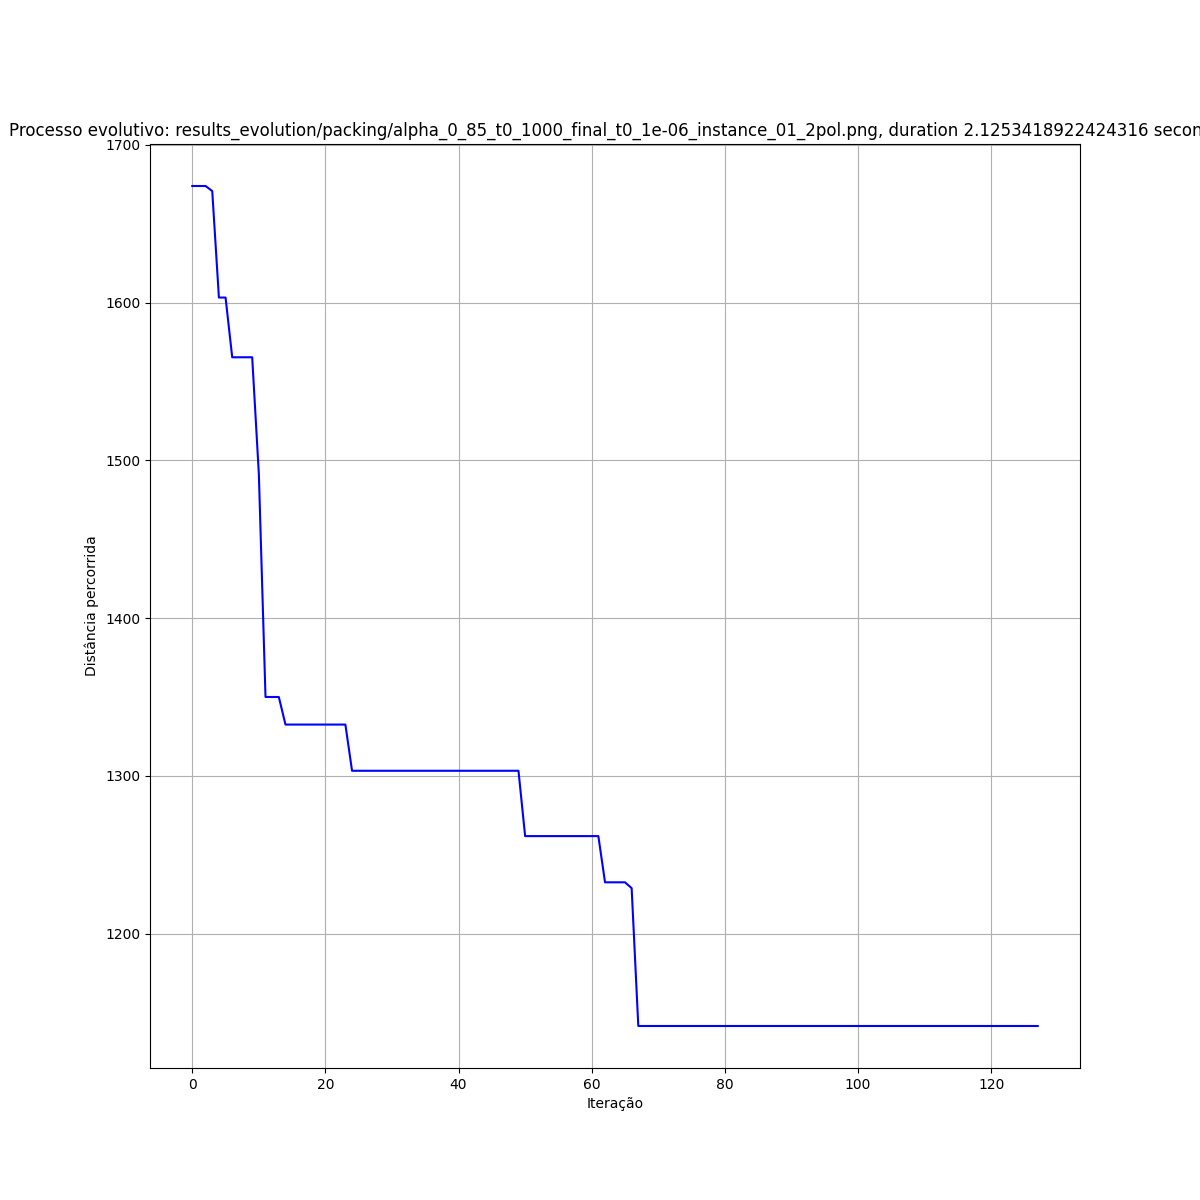 Processo evolutivo: results_evolution/packing/alpha_0_85_t0_1000_final_t0_1e-06_instance_01_2pol.png, duration 2.1253418922424316 secon
1700
1600
1500
1400
1300
1200
Distância percorrida
0 20 40 60 80 100 120
Iteração